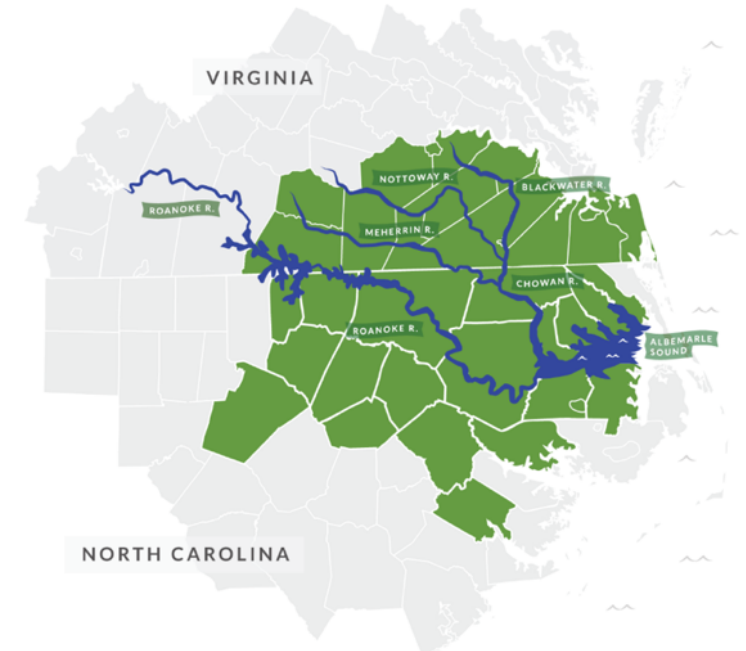 VIRGINIA
NOTTOWAY R.
BLACKWATER R.
ROANOKE R.
MEHERRIN R.
CHOWAN R.
ROANOKE R.
ALBEMARLE
SOUND
NORTH CAROLINA